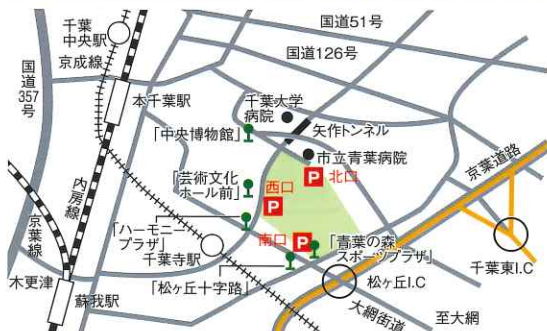 国道51号
千葉
中央駅
国道126号
京成線
国道
357号
本千葉駅
千葉大学
病院
「中央博物館」
矢作トンネル
市立青葉病院
京葉道路
「芸術文化
ホール前」
西口
P
P
北口
内房線
「ハーモニー
プラザ」
京葉線
千葉寺駅
南口
P
「青葉の森
スポーツプラザ」
千葉東I.C
木更津
蘇我駅
「松ヶ丘十字路」
松ヶ丘I.C
大網街道
至大網